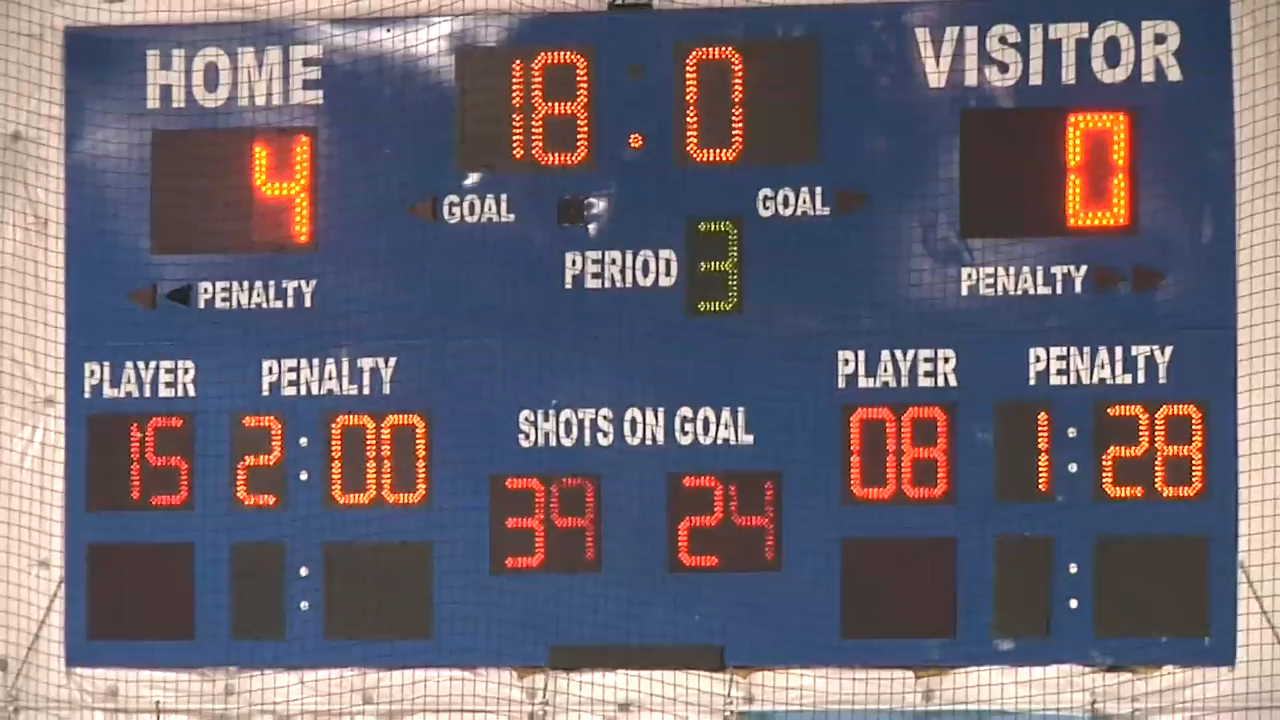 HOME 18.0 VISITOR
4 0
GOAL GOAL
PERIOD 3
PENALTY PENALTY
PLAYER PENALTY PLAYER PENALTY
15 2:00 08 1:28
SHOTS ON GOAL
39 24
: :